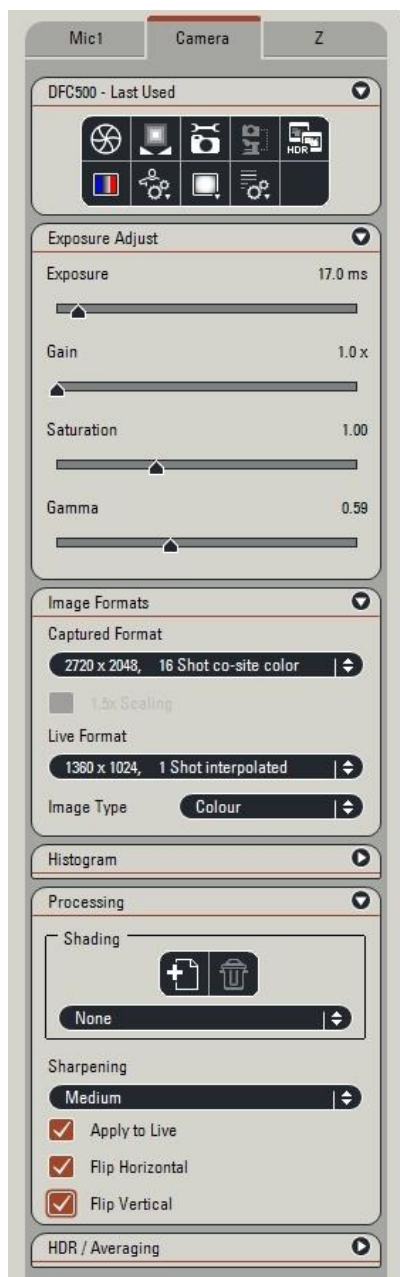 Mic1 Camera Z
DFC500 - Last Used
HDR
Exposure Adjust
Exposure 17.0 ms
Gain 1.0 x
Saturation 1.00
Gamma 0.59
Image Formats
Captured Format
2720 x 2048, 16 Shot co-site color
1.5x Scaling
Live Format
1360 x 1024, 1 Shot interpolated
Image Type Colour
Histogram
Processing
Shading
None
Sharpening
Medium
Apply to Live
Flip Horizontal
Flip Vertical
HDR / Averaging